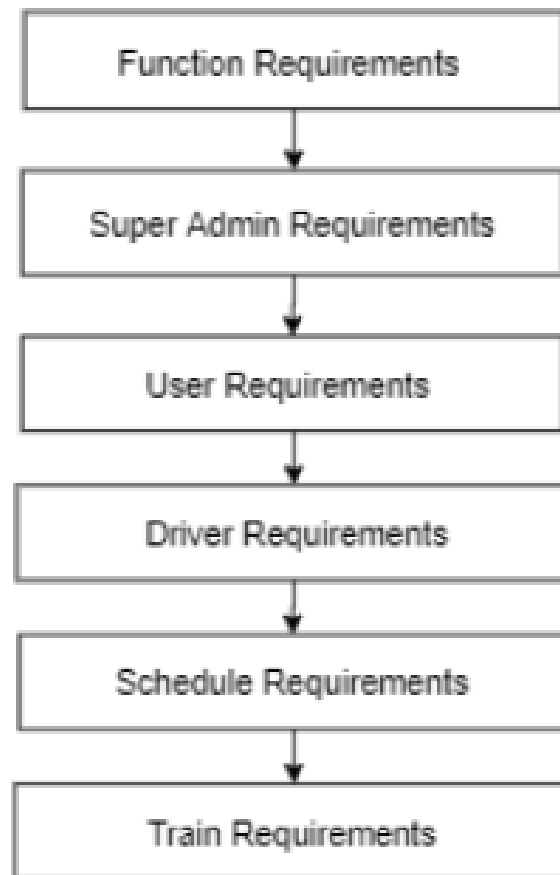 Function Requirements
Super Admin Requirements
User Requirements
Driver Requirements
Schedule Requirements
Train Requirements